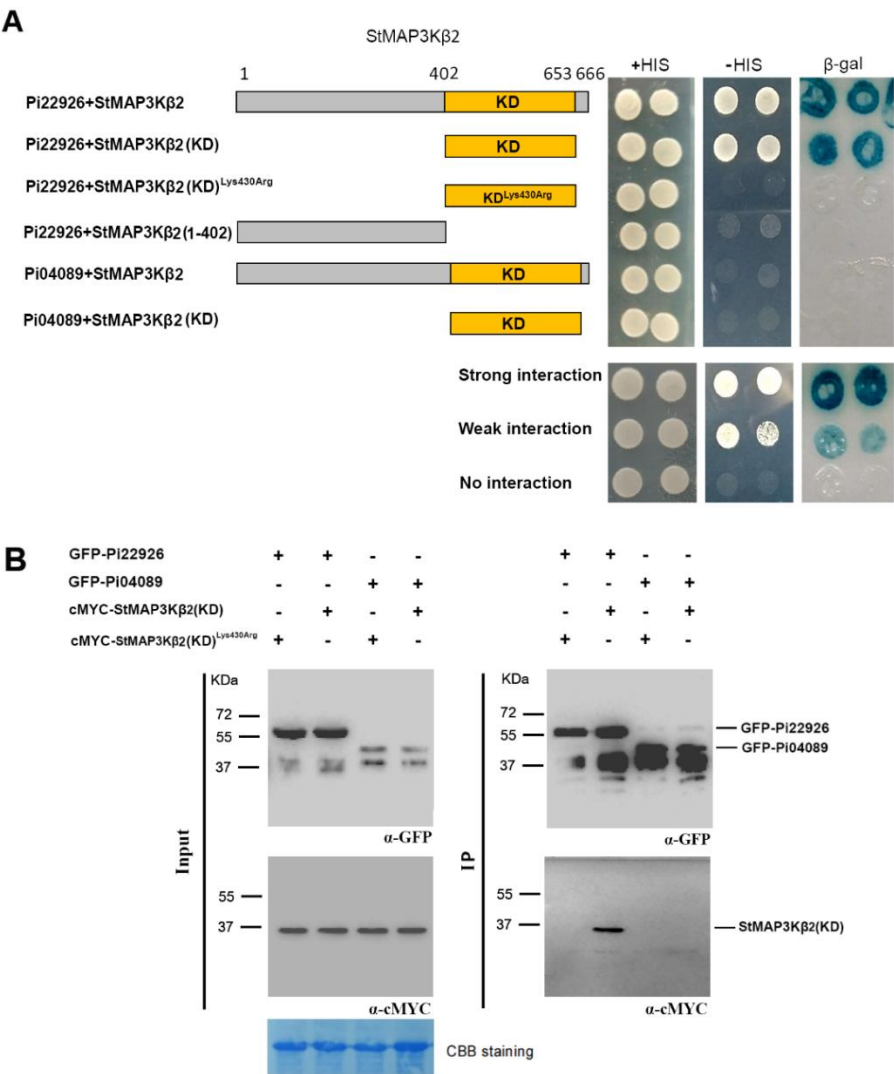 A
StMAP3Kβ2
1 402 653 666 +HIS -HIS β-gal
Pi22926+StMAP3Kβ2 KD
Pi22926+StMAP3Kβ2(KD) KD
Pi22926+StMAP3Kβ2(KD)Lys430Arg KDLys430Arg
Pi22926+StMAP3Kβ2(1-402)
Pi04089+StMAP3Kβ2 KD
Pi04089+StMAP3Kβ2(KD) KD
Strong interaction
Weak interaction
No interaction
B
GFP-Pi22926 + + - - + + - -
GFP-Pi04089 - - + + - - + +
cMYC-StMAP3Kβ2(KD) - + - + - + - +
cMYC-StMAP3Kβ2(KD)Lys430Arg + - + - + - + -
KDa KDa
72 72
55 55 GFP-Pi22926
37 37 GFP-Pi04089
α-GFP α-GFP
Input IP
55 55
37 37 StMAP3Kβ2(KD)
α-cMYC α-cMYC
CBB staining